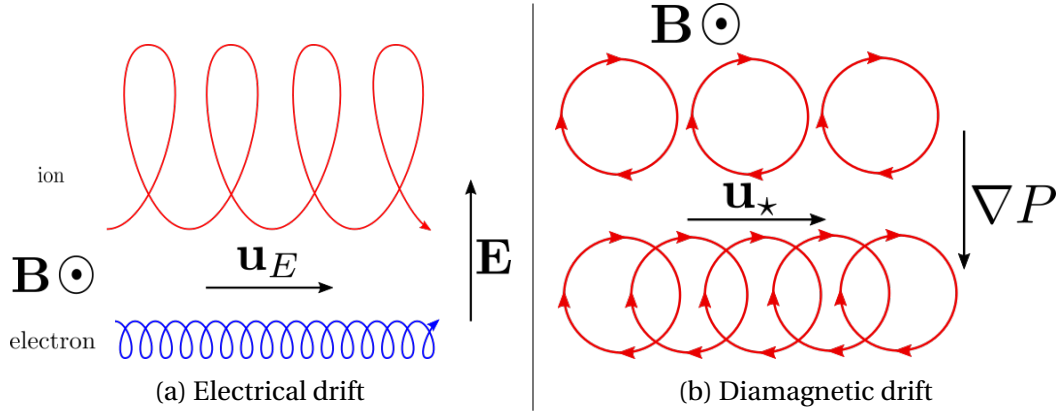 ion
B
u_E
E
electron
(a) Electrical drift
B
u⋆
∇P
(b) Diamagnetic drift